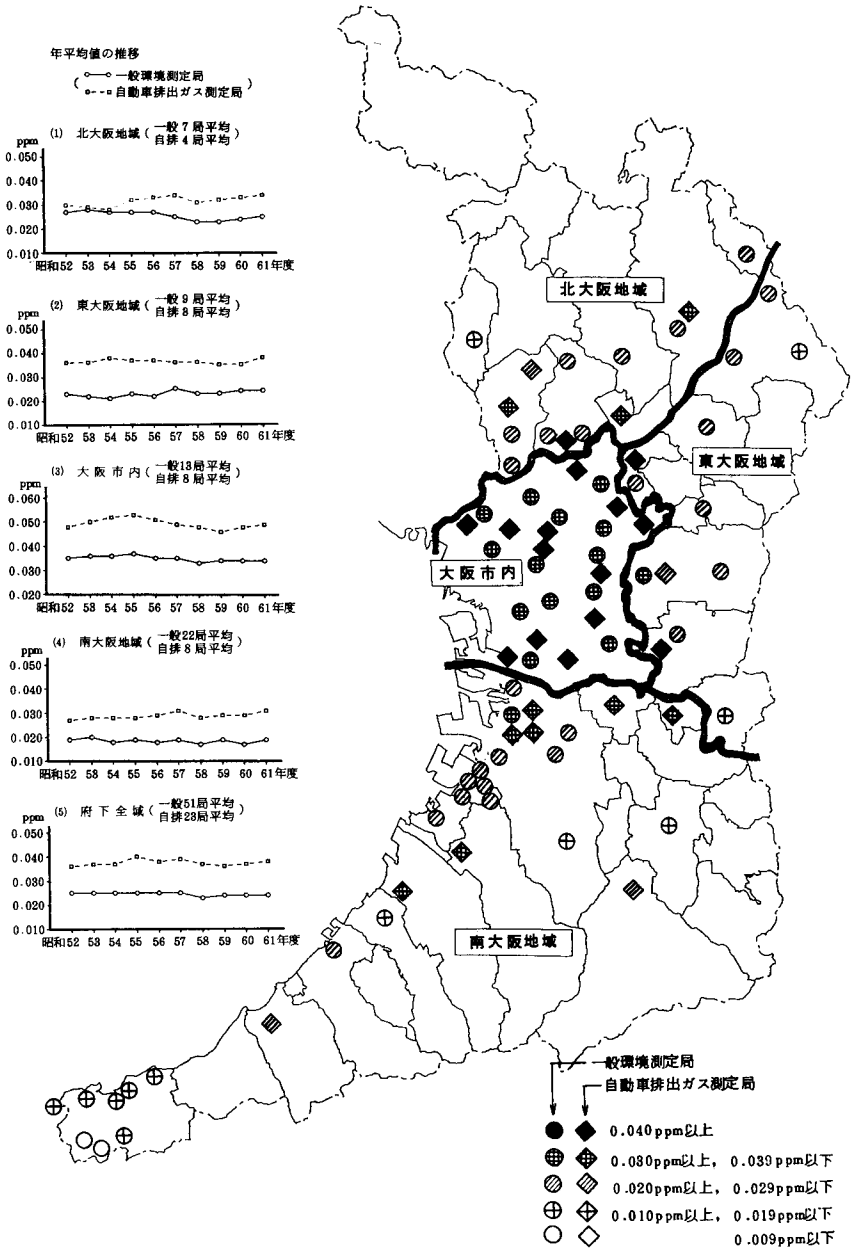 年平均値の推移
一般環境測定局
自動車排出ガス測定局
(1) 北大阪地域 (一般7局平均 自排4局平均)
ppm
0.050
0.040
0.030
0.020
0.010
昭和52 53 54 55 56 57 58 59 60 61年度
(2) 東大阪地域 (一般9局平均 自排3局平均)
ppm
0.050
0.040
0.030
0.020
0.010
昭和52 53 54 55 56 57 58 59 60 61年度
(3) 大阪市内 (一般13局平均 自排8局平均)
ppm
0.060
0.050
0.040
0.030
0.020
昭和52 53 54 55 56 57 58 59 60 61年度
(4) 南大阪地域 (一般22局平均 自排8局平均)
ppm
0.050
0.040
0.030
0.020
0.010
昭和52 53 54 55 56 57 58 59 60 61年度
(5) 府下全域 (一般51局平均 自排23局平均)
ppm
0.050
0.040
0.030
0.020
0.010
昭和52 53 54 55 56 57 58 59 60 61年度
北大阪地域
東大阪地域
大阪市内
南大阪地域
一般環境測定局
自動車排出ガス測定局
0.040ppm以上
0.030ppm以上, 0.039ppm以下
0.020ppm以上, 0.029ppm以下
0.010ppm以上, 0.019ppm以下
0.009ppm以下